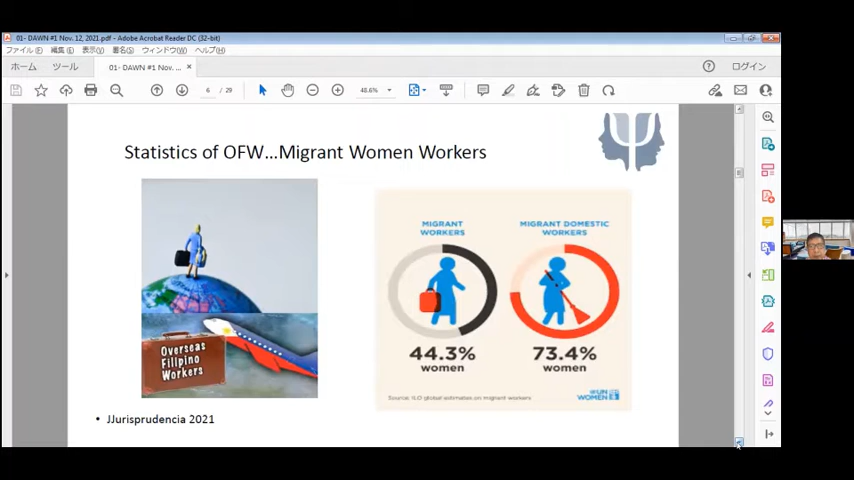 01- DAWN #1 Nov. 12, 2021.pdf - Adobe Acrobat Reader DC (32-bit)
ファイル(F) 編集(E) 表示(V) 署名(S) ウィンドウ(W) ヘルプ(H)
ホーム ツール 01- DAWN #1 Nov. ... × ログイン
6 / 29 48.6%
Statistics of OFW...Migrant Women Workers
Overseas
Filipino
Workers
MIGRANT
WORKERS
44.3%
women
MIGRANT DOMESTIC
WORKERS
73.4%
women
Source: ILO global estimates on migrant workers
UN
WOMEN
• JJurisprudencia 2021